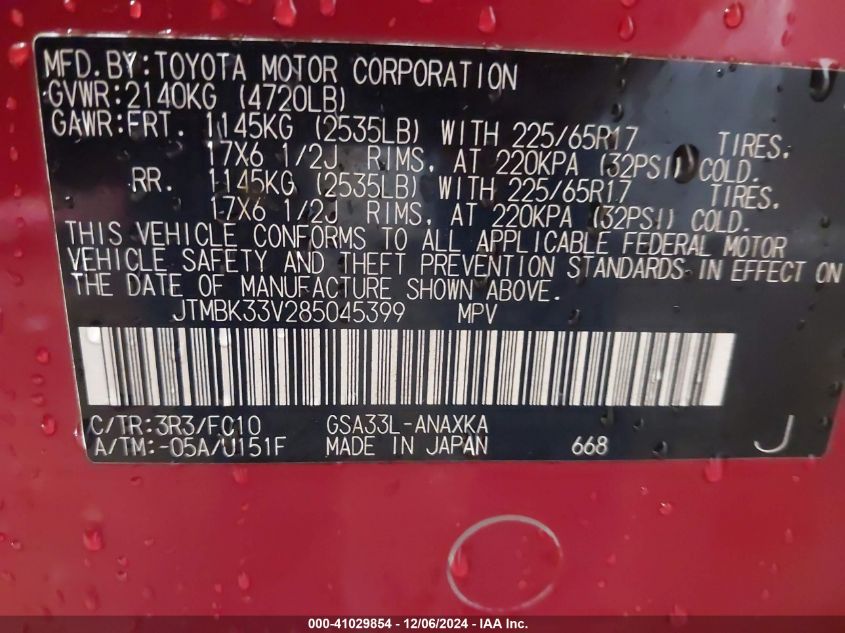 MFD.BY:TOYOTA MOTOR CORPORATION
GVWR:2140KG (4720LB)
GAWR:FRT. 1145KG (2535LB) WITH 225/65R17 TIRES,
17X6 1/2J RIMS, AT 220KPA (32PSI) COLD.
RR. 1145KG (2535LB) WITH 225/65R17 TIRES,
17X6 1/2J RIMS, AT 220KPA (32PSI) COLD.
THIS VEHICLE CONFORMS TO ALL APPLICABLE FEDERAL MOTOR
VEHICLE SAFETY AND THEFT PREVENTION STANDARDS IN EFFECT ON
THE DATE OF MANUFACTURE SHOWN ABOVE.
JTMBK33V285045399 MPV
C/TR:3R3/FC10 GSA33L-ANAXKA
A/TM:-05A/U151F MADE IN JAPAN 668 J
000-41029854 - 12/06/2024 - IAA Inc.